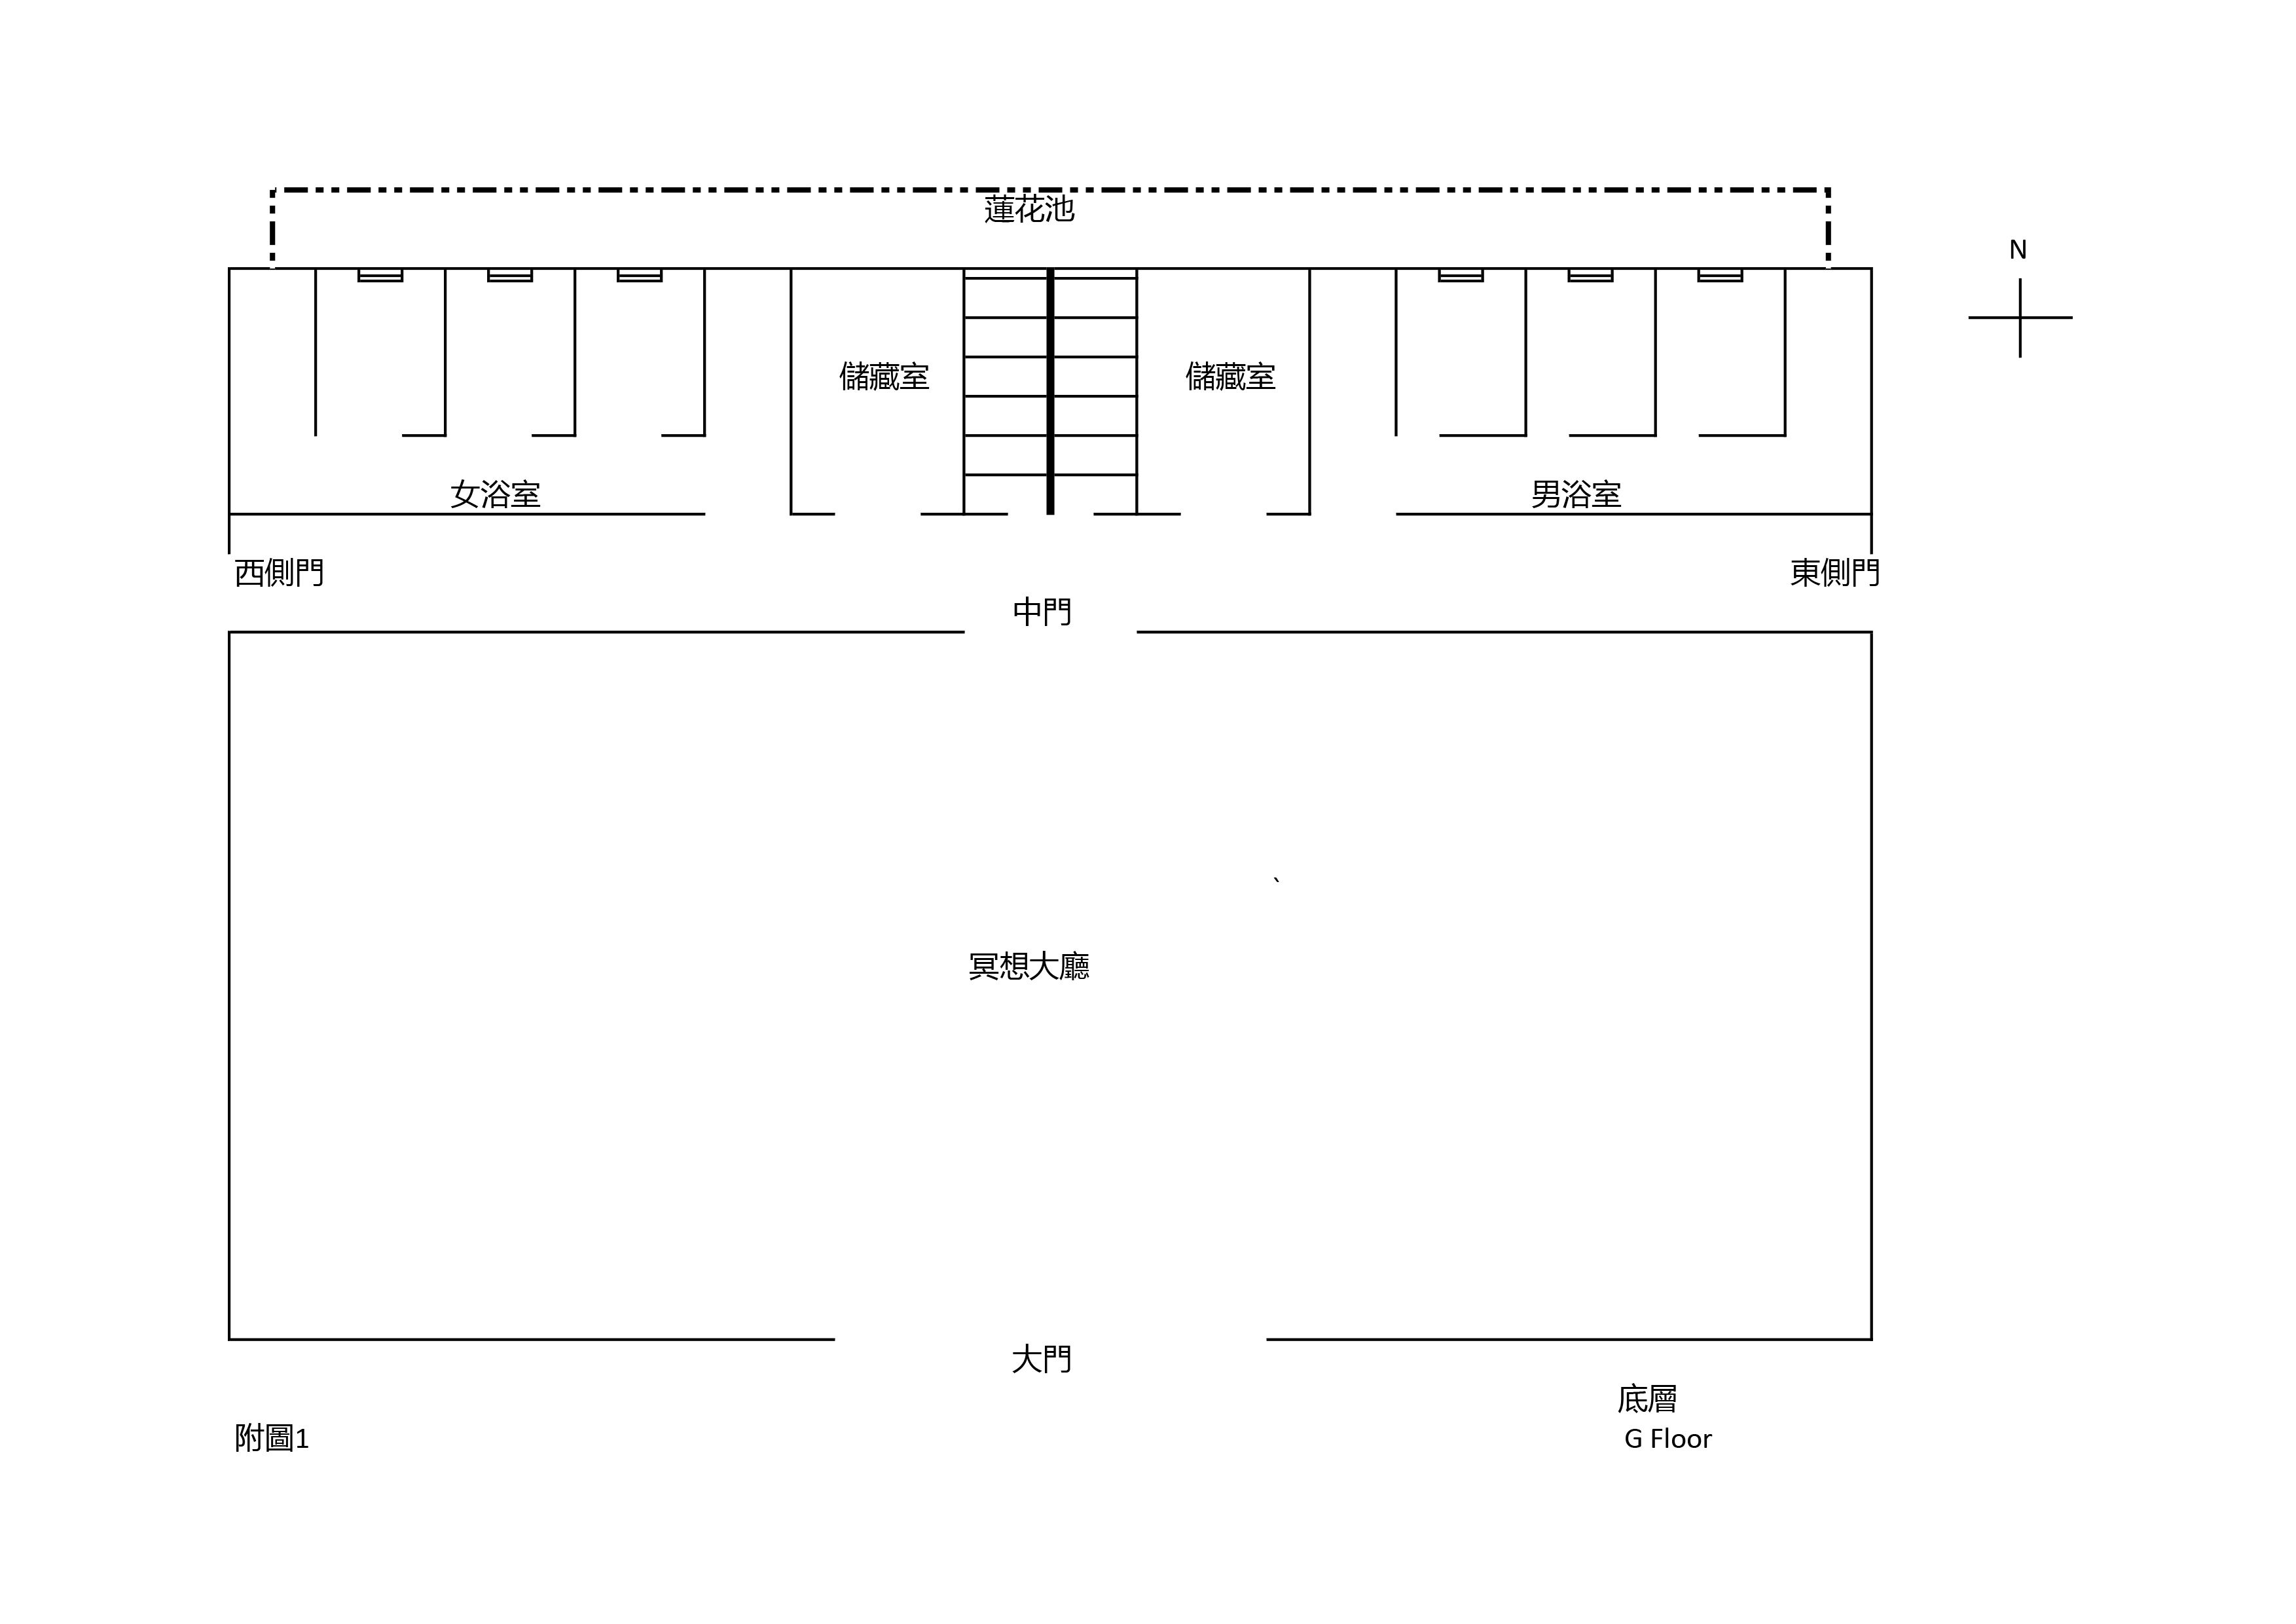 蓮花池
N
儲藏室
儲藏室
女浴室
男浴室
西側門
東側門
中門
、
冥想大廳
大門
底層
附圖1
G Floor